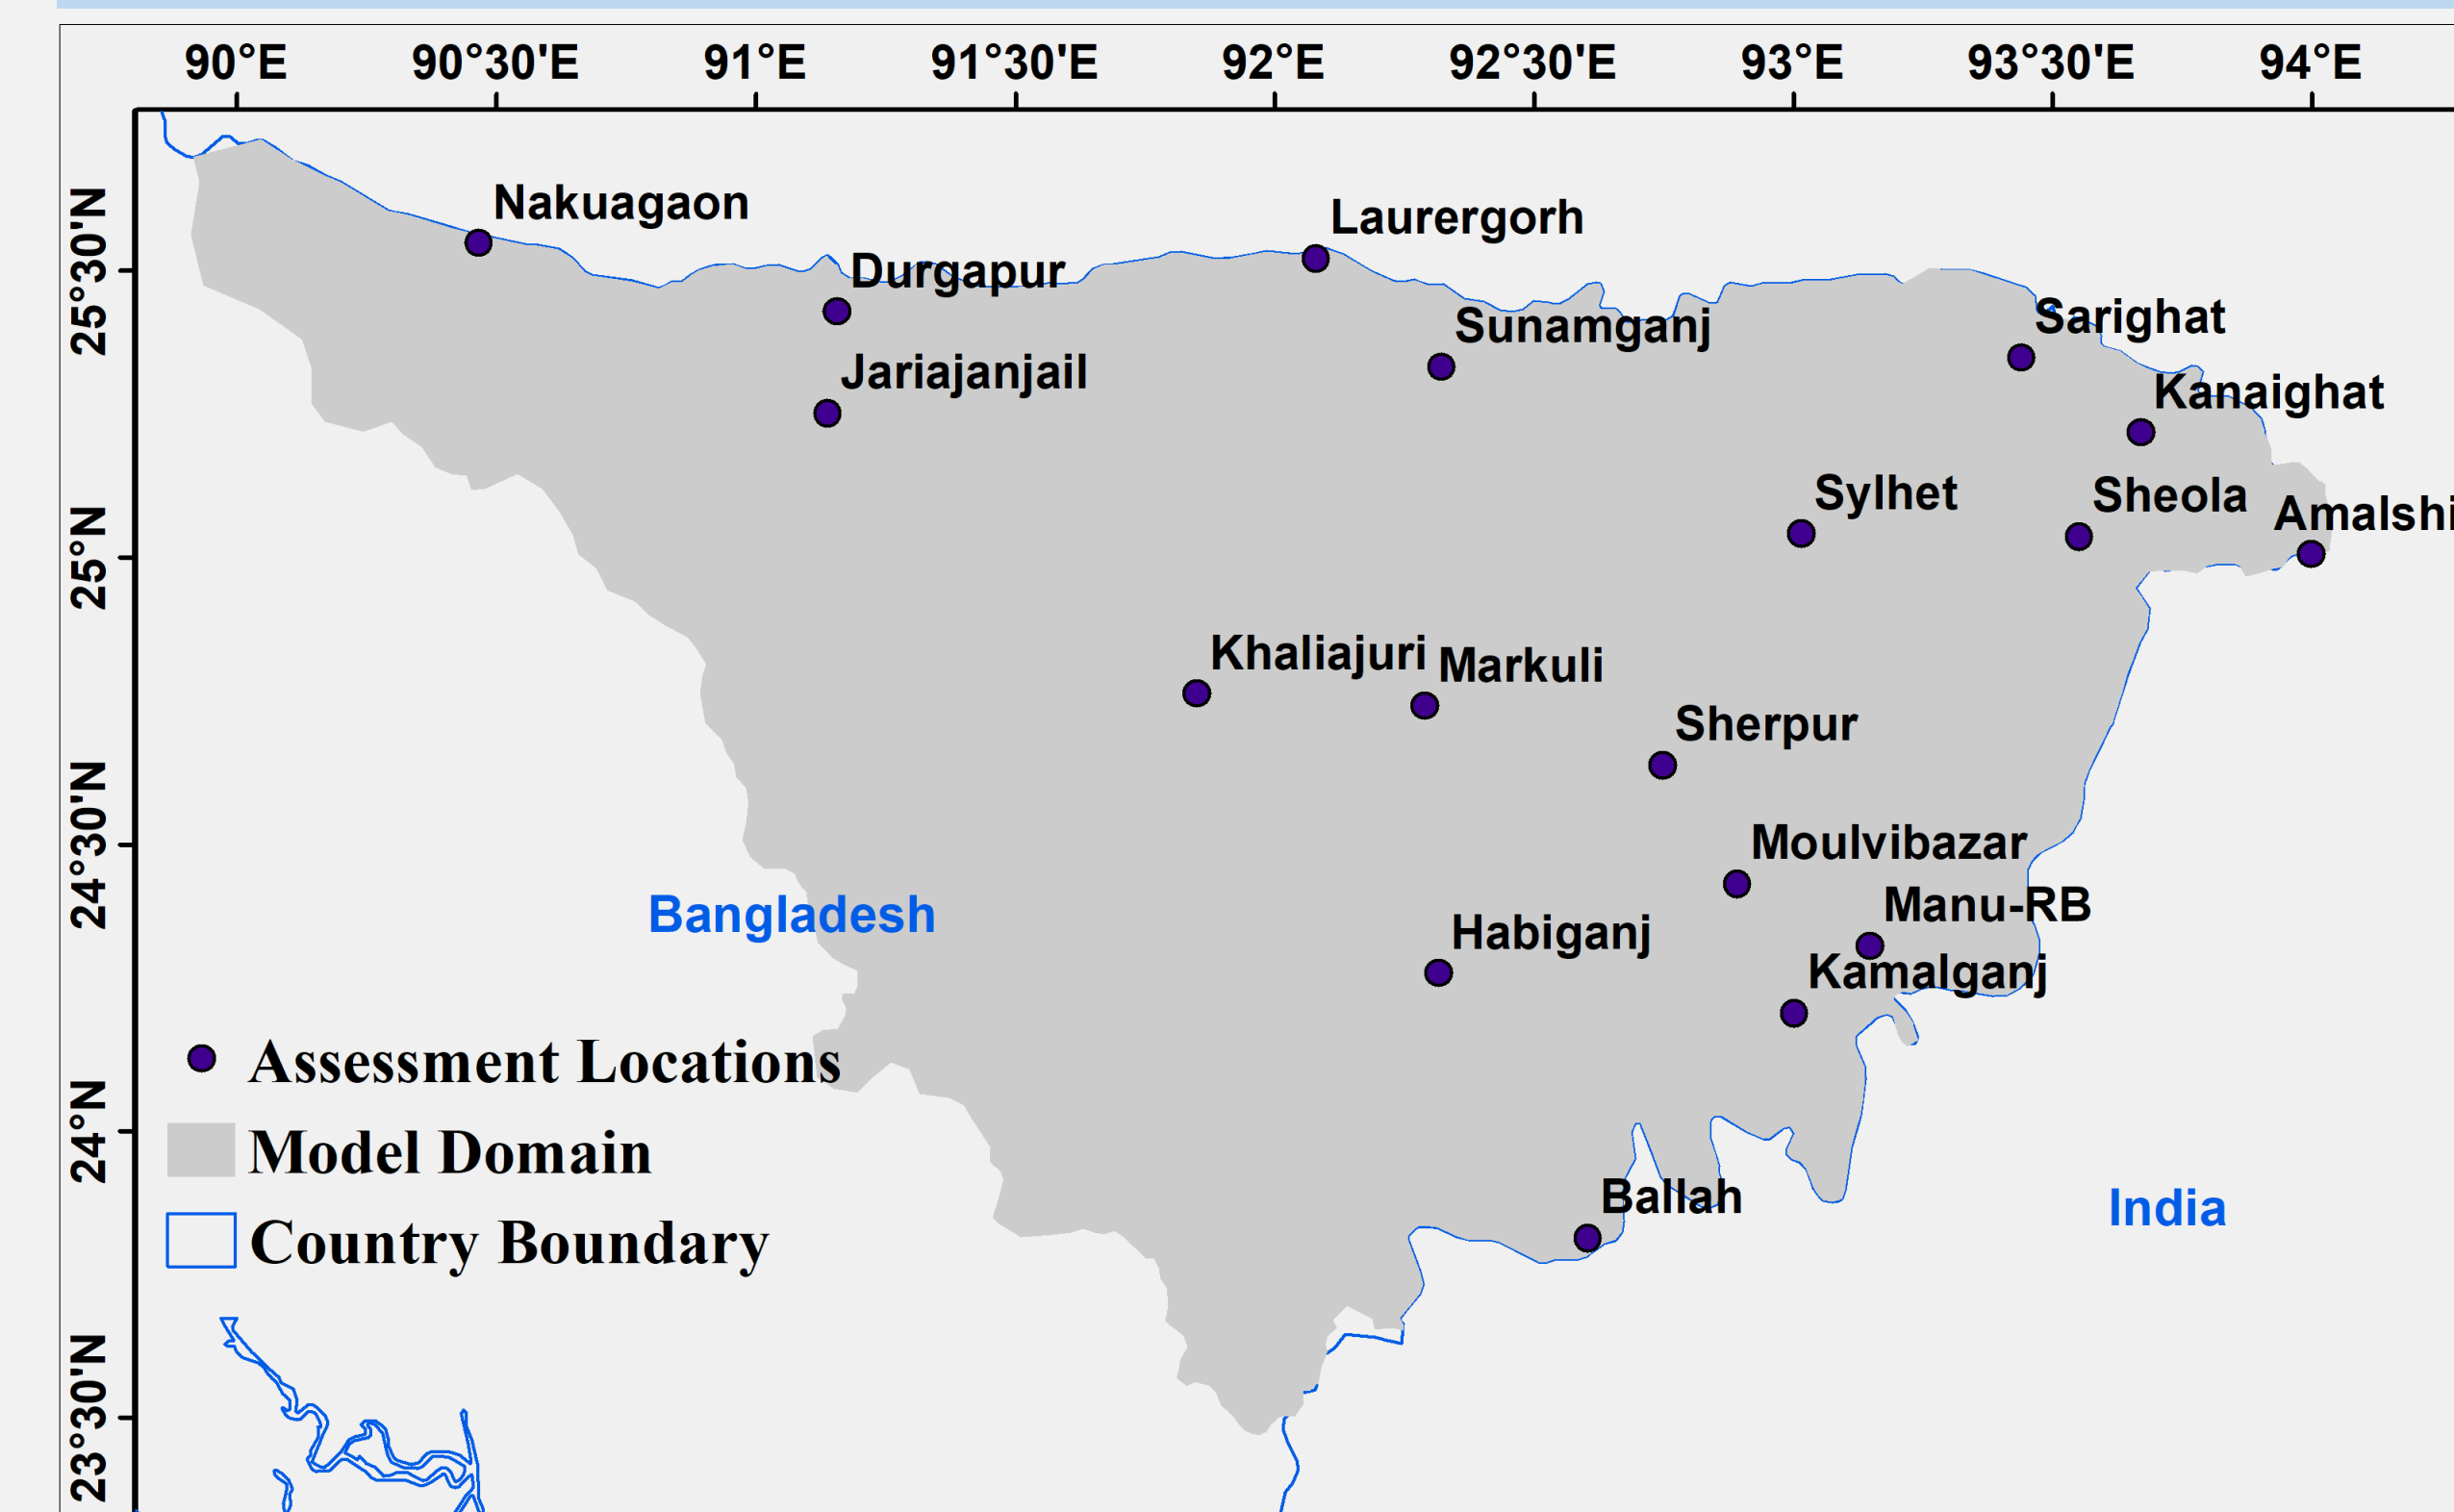 90°E 90°30'E 91°E 91°30'E 92°E 92°30'E 93°E 93°30'E 94°E
25°30'N
25°N
24°30'N
24°N
23°30'N
Nakuagaon
Laurergorh
Durgapur
Sunamganj
Sarighat
Jariajanjail
Kanaighat
Sylhet
Sheola
Amalshi
Khaliajuri
Markuli
Sherpur
Moulvibazar
Manu-RB
Bangladesh
Habiganj
Kamalganj
Assessment Locations
Model Domain
Ballah
India
Country Boundary